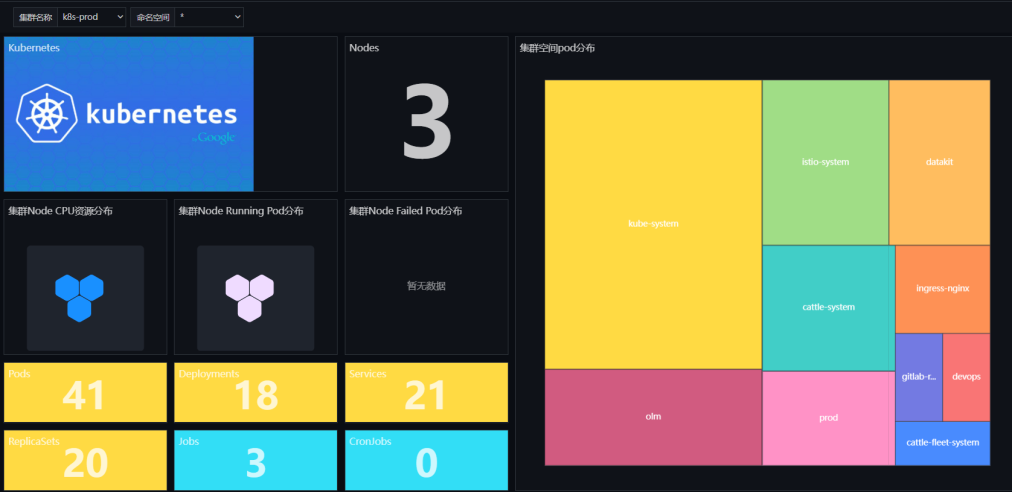 集群名称 k8s-prod 命名空间 *
Kubernetes
kubernetes
by Google
Nodes
3
集群空间pod分布
kube-system
istio-system
datakit
cattle-system
ingress-nginx
gitlab-r...
devops
olm
prod
cattle-fleet-system
集群Node CPU资源分布
集群Node Running Pod分布
集群Node Failed Pod分布
暂无数据
Pods
41
Deployments
18
Services
21
ReplicaSets
20
Jobs
3
CronJobs
0